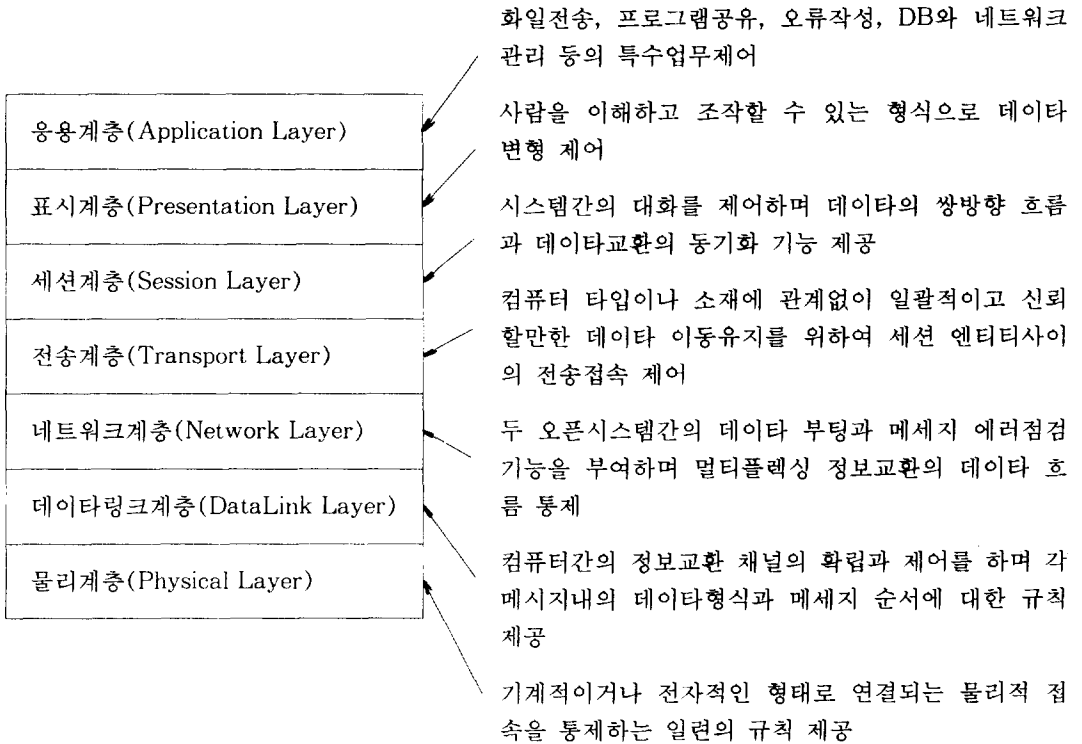 화일전송, 프로그램공유, 오류작성, DB와 네트워크
관리 등의 특수업무제어
응용계층(Application Layer)
사람을 이해하고 조작할 수 있는 형식으로 데이타
변형 제어
표시계층(Presentation Layer)
시스템간의 대화를 제어하며 데이타의 쌍방향 흐름
과 데이타교환의 동기화 기능 제공
세션계층(Session Layer)
컴퓨터 타입이나 소재에 관계없이 일괄적이고 신뢰
할만한 데이타 이동유지를 위하여 세션 엔티티사이
의 전송접속 제어
전송계층(Transport Layer)
두 오픈시스템간의 데이타 부팅과 메세지 에러점검
기능을 부여하며 멀티플렉싱 정보교환의 데이타 흐
름 통제
네트워크계층(Network Layer)
컴퓨터간의 정보교환 채널의 확립과 제어를 하며 각
메시지내의 데이타형식과 메세지 순서에 대한 규칙
제공
데이타링크계층(DataLink Layer)
기계적이거나 전자적인 형태로 연결되는 물리적 접
속을 통제하는 일련의 규칙 제공
물리계층(Physical Layer)